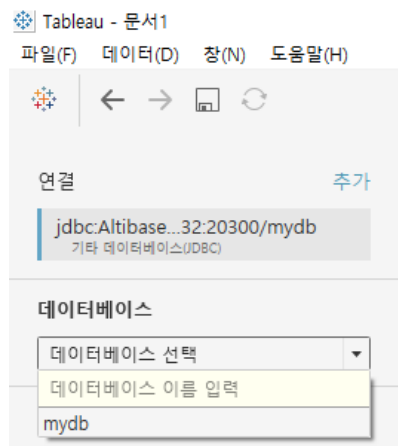 Tableau - 문서1
파일(F) 데이터(D) 창(N) 도움말(H)
연결 추가
jdbc:Altibase...32:20300/mydb
기타 데이터베이스(JDBC)
데이터베이스
데이터베이스 선택
데이터베이스 이름 입력
mydb